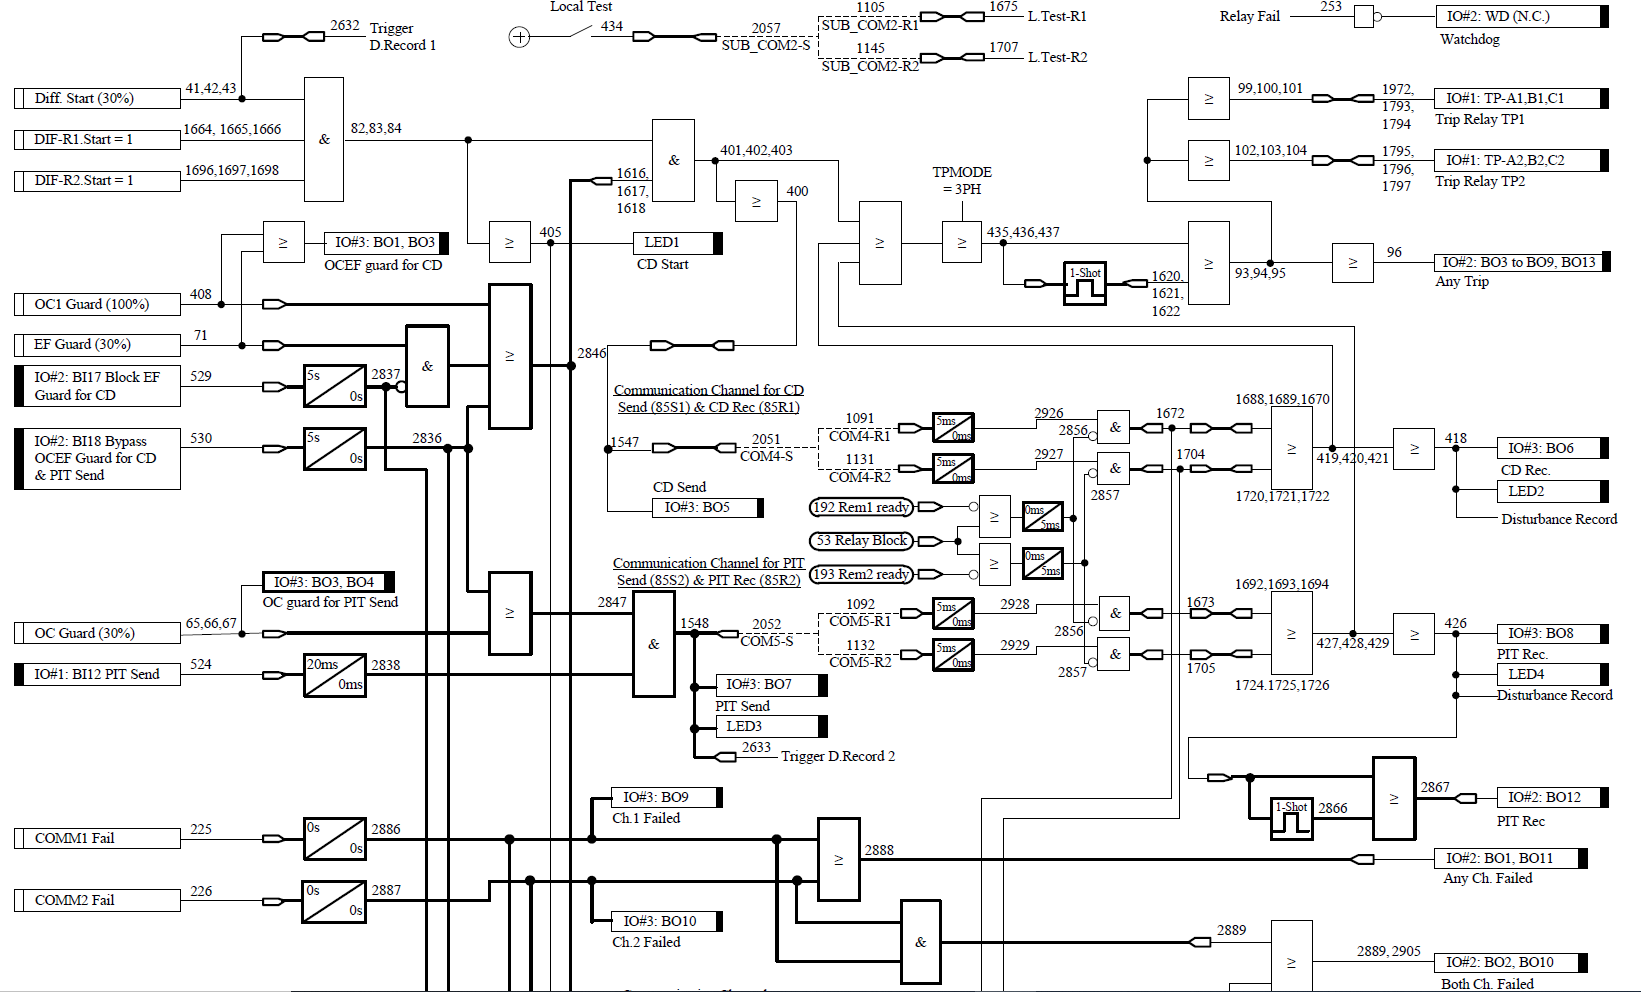 Local Test
434
2057
SUB_COM2-S
1105
SUB_COM2-R1
1675
L.Test-R1
1145
SUB_COM2-R2
1707
L.Test-R2
Relay Fail
253
IO#2: WD (N.C.)
Watchdog
2632
Trigger
D.Record 1
Diff. Start (30%)
41,42,43
DIF-R1.Start = 1
1664, 1665,1666
DIF-R2.Start = 1
1696,1697,1698
&
82,83,84
&
1616,
1617,
1618
401,402,403
≥
400
TPMODE
= 3PH
≥
99,100,101
1972,
1793,
1794
IO#1: TP-A1,B1,C1
Trip Relay TP1
≥
102,103,104
1795,
1796,
1797
IO#1: TP-A2,B2,C2
Trip Relay TP2
≥
IO#3: BO1, BO3
OCEF guard for CD
≥
405
LED1
CD Start
≥
≥
435,436,437
1-Shot
1620,
1621,
1622
≥
93,94,95
≥
96
IO#2: BO3 to BO9, BO13
Any Trip
OC1 Guard (100%)
408
EF Guard (30%)
71
IO#2: BI17 Block EF
Guard for CD
529
5s
0s
2837
&
≥
2846
IO#2: BI18 Bypass
OCEF Guard for CD
& PIT Send
530
5s
0s
2836
Communication Channel for CD
Send (85S1) & CD Rec (85R1)
1547
2051
COM4-S
1091
COM4-R1
5ms
0ms
2926
2856
&
1672
1131
COM4-R2
5ms
0ms
2927
&
2857
1704
1688,1689,1670
≥
1720,1721,1722
419,420,421
≥
418
IO#3: BO6
CD Rec.
LED2
Disturbance Record
CD Send
IO#3: BO5
192 Rem1 ready
≥
0ms
5ms
53 Relay Block
193 Rem2 ready
≥
0ms
5ms
Communication Channel for PIT
Send (85S2) & PIT Rec (85R2)
IO#3: BO3, BO4
OC guard for PIT Send
OC Guard (30%)
65,66,67
IO#1: BI12 PIT Send
524
20ms
0ms
2838
≥
2847
&
1548
2052
COM5-S
1092
COM5-R1
5ms
0ms
2928
2856
&
1673
1132
COM5-R2
5ms
0ms
2929
2857
&
1705
1692,1693,1694
≥
1724.1725,1726
427,428,429
≥
426
IO#3: BO8
PIT Rec.
LED4
Disturbance Record
IO#3: BO7
PIT Send
LED3
2633
Trigger D.Record 2
1-Shot
2866
≥
2867
IO#2: BO12
PIT Rec
IO#3: BO9
Ch.1 Failed
COMM1 Fail
225
0s
0s
2886
≥
2888
IO#2: BO1, BO11
Any Ch. Failed
COMM2 Fail
226
0s
0s
2887
IO#3: BO10
Ch.2 Failed
&
2889
≥
2889,2905
IO#2: BO2, BO10
Both Ch. Failed